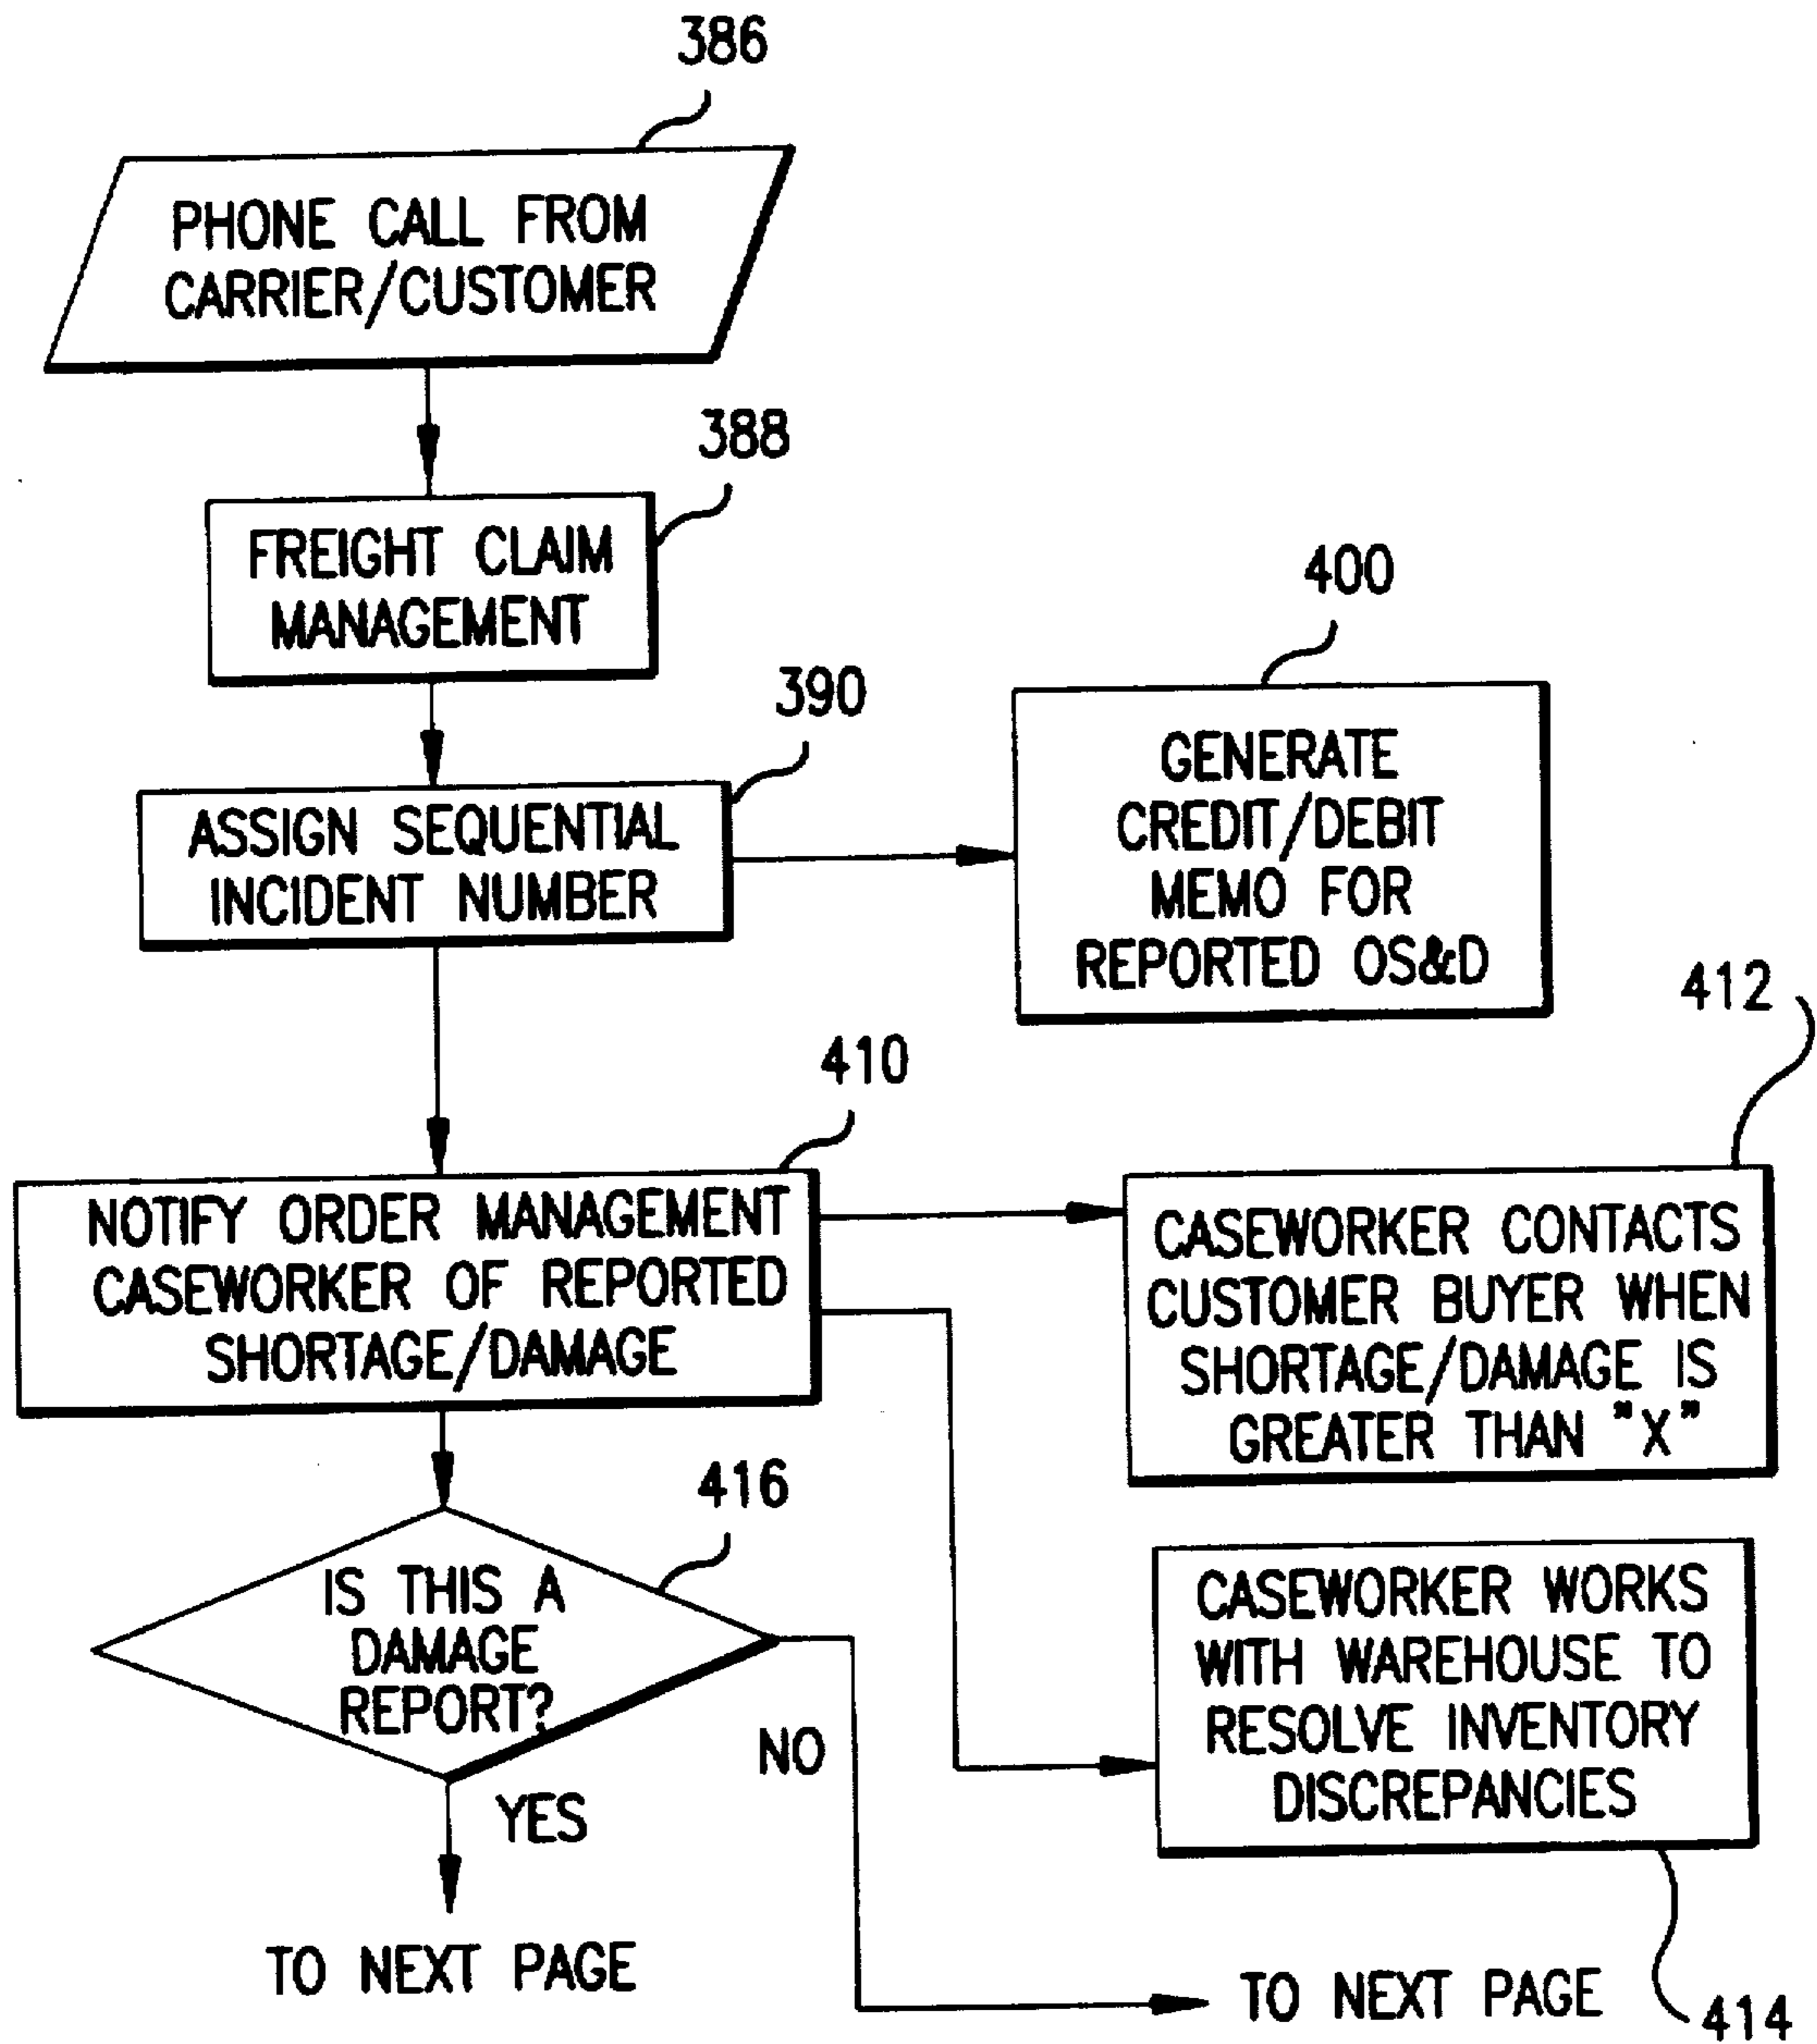 386
PHONE CALL FROM
CARRIER/CUSTOMER
388
FREIGHT CLAIM
MANAGEMENT
390
ASSIGN SEQUENTIAL
INCIDENT NUMBER
400
GENERATE
CREDIT/DEBIT
MEMO FOR
REPORTED OS&D
410
NOTIFY ORDER MANAGEMENT
CASEWORKER OF REPORTED
SHORTAGE/DAMAGE
412
CASEWORKER CONTACTS
CUSTOMER BUYER WHEN
SHORTAGE/DAMAGE IS
GREATER THAN "X"
416
IS THIS A
DAMAGE
REPORT?
CASEWORKER WORKS
WITH WAREHOUSE TO
RESOLVE INVENTORY
DISCREPANCIES
414
NO
YES
TO NEXT PAGE
TO NEXT PAGE